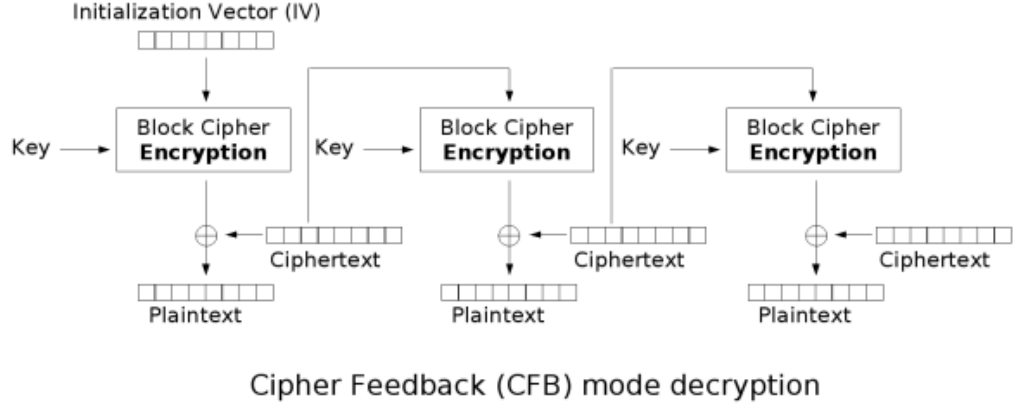 Initialization Vector (IV)
Key
Block Cipher
Encryption
Key
Block Cipher
Encryption
Key
Block Cipher
Encryption
Ciphertext
Ciphertext
Ciphertext
Plaintext
Plaintext
Plaintext
Cipher Feedback (CFB) mode decryption